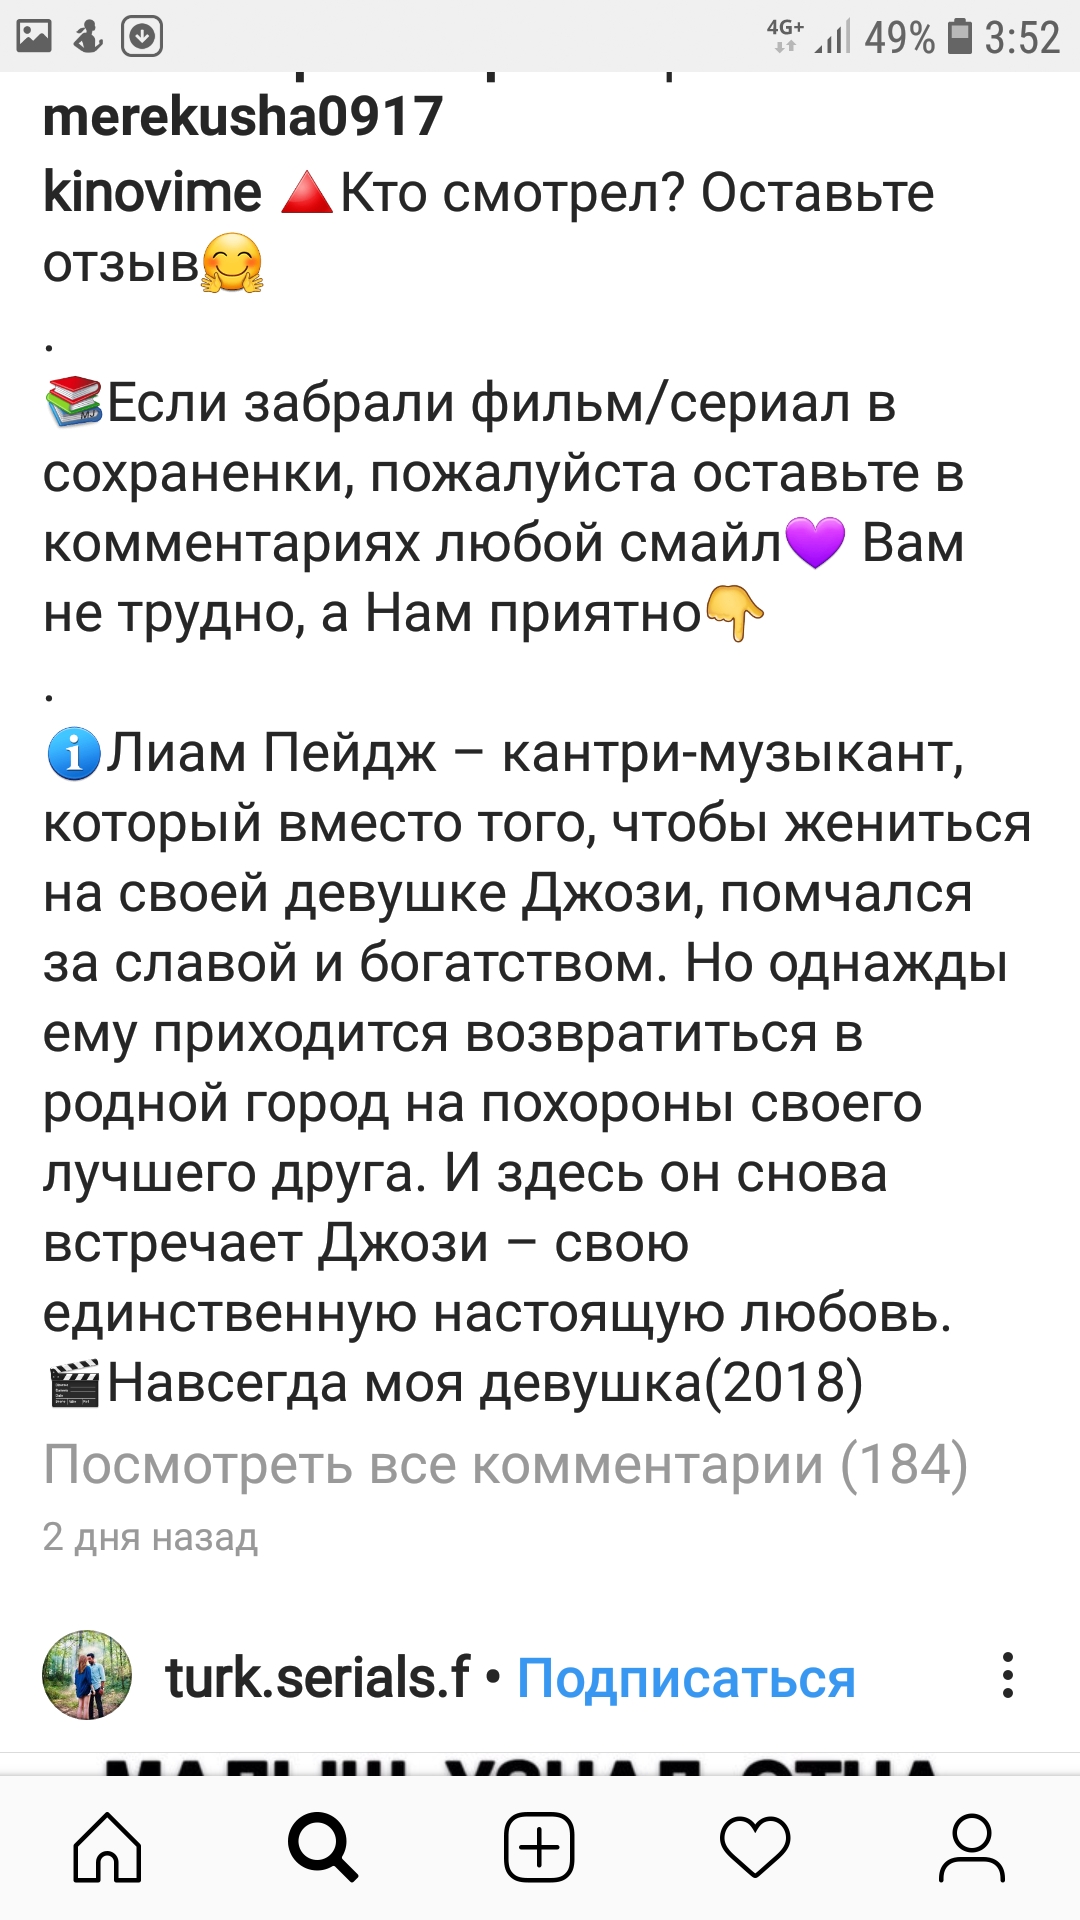 4G+ 49% 3:52
merekusha0917
kinovime 🔺Кто смотрел? Оставьте
отзыв🤗
.
📚Если забрали фильм/сериал в
сохраненки, пожалуйста оставьте в
комментариях любой смайл💜 Вам
не трудно, а Нам приятно👇
.
ℹ️Лиам Пейдж – кантри-музыкант,
который вместо того, чтобы жениться
на своей девушке Джози, помчался
за славой и богатством. Но однажды
ему приходится возвратиться в
родной город на похороны своего
лучшего друга. И здесь он снова
встречает Джози – свою
единственную настоящую любовь.
🎬Навсегда моя девушка(2018)
Посмотреть все комментарии (184)
2 дня назад
turk.serials.f • Подписаться
МАЛЫШ УЗНАЛ ОТЦА